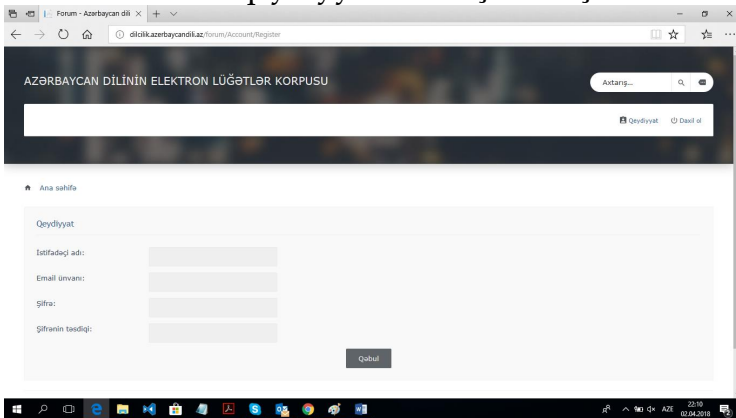 Forum - Azərbaycan dili
dilcilik.azerbaycandili.az/forum/Account/Register
AZƏRBAYCAN DİLİNİN ELEKTRON LÜĞƏTLƏR KORPUSU
Axtarış...
Qeydiyyat
Daxil ol
Ana səhifə
Qeydiyyat
İstifadəçi adı:
Email ünvanı:
Şifrə:
Şifrənin təsdiqi:
Qəbul
AZE
22:10
02.04.2018